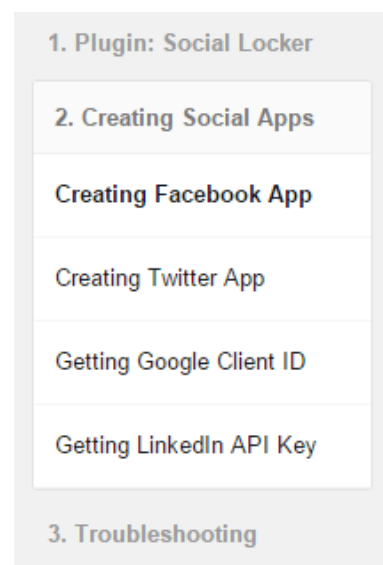 1. Plugin: Social Locker
2. Creating Social Apps
Creating Facebook App
Creating Twitter App
Getting Google Client ID
Getting LinkedIn API Key
3. Troubleshooting